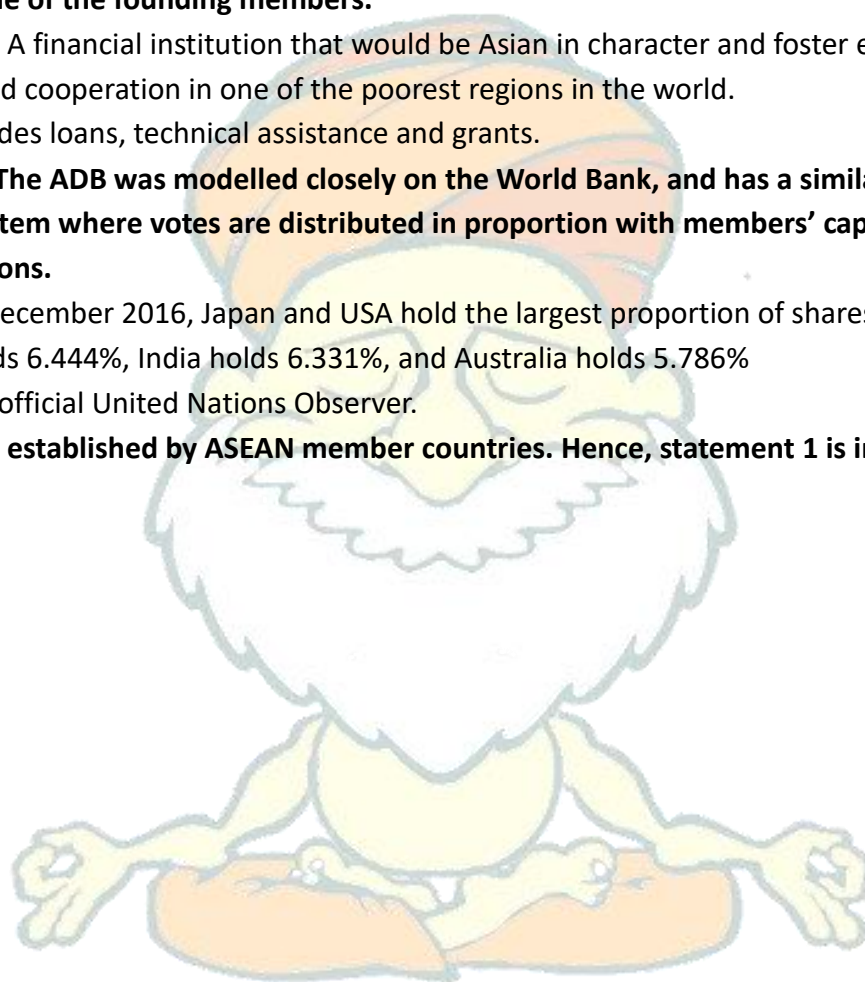 of the founding members.
A financial institution that would be Asian in character and foster
d cooperation in one of the poorest regions in the world.
des loans, technical assistance and grants.
The ADB was modelled closely on the World Bank, and has a simila
tem where votes are distributed in proportion with members’ cap
ons.
ecember 2016, Japan and USA hold the largest proportion of shares
ds 6.444%, India holds 6.331%, and Australia holds 5.786%
official United Nations Observer.
established by ASEAN member countries. Hence, statement 1 is i